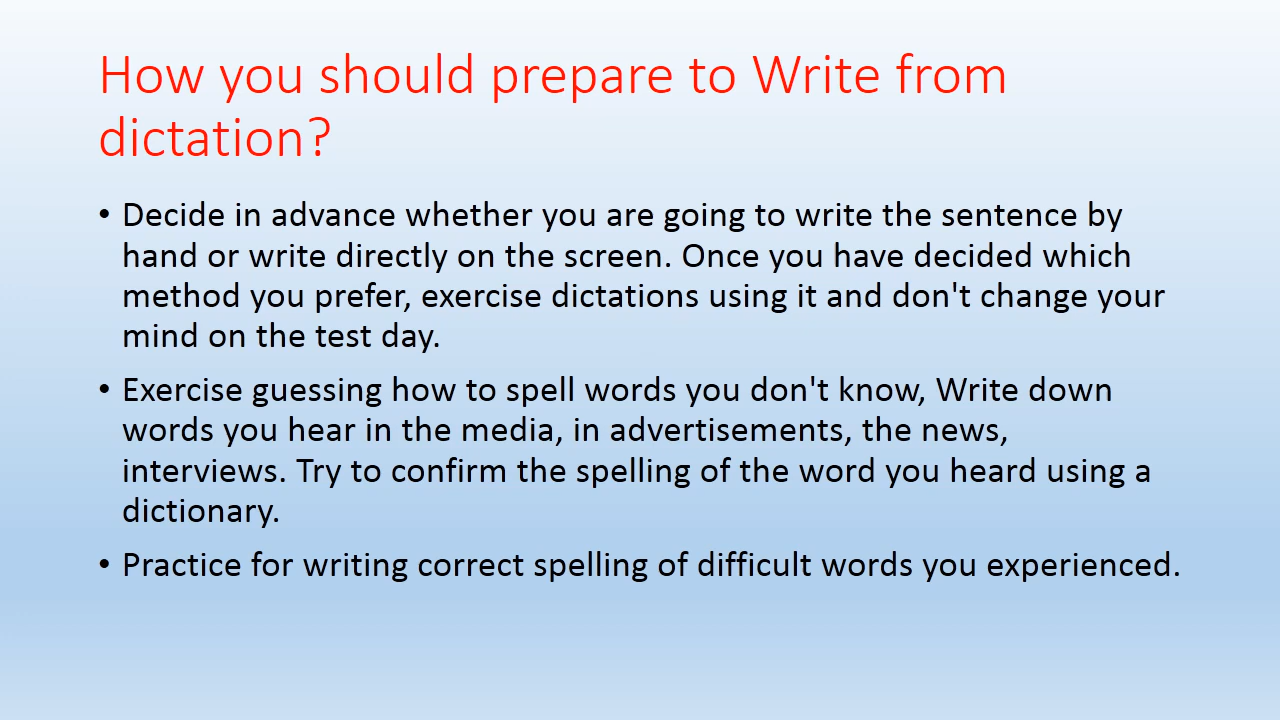 How you should prepare to Write from
dictation?
• Decide in advance whether you are going to write the sentence by
hand or write directly on the screen. Once you have decided which
method you prefer, exercise dictations using it and don't change your
mind on the test day.
• Exercise guessing how to spell words you don't know, Write down
words you hear in the media, in advertisements, the news,
interviews. Try to confirm the spelling of the word you heard using a
dictionary.
• Practice for writing correct spelling of difficult words you experienced.